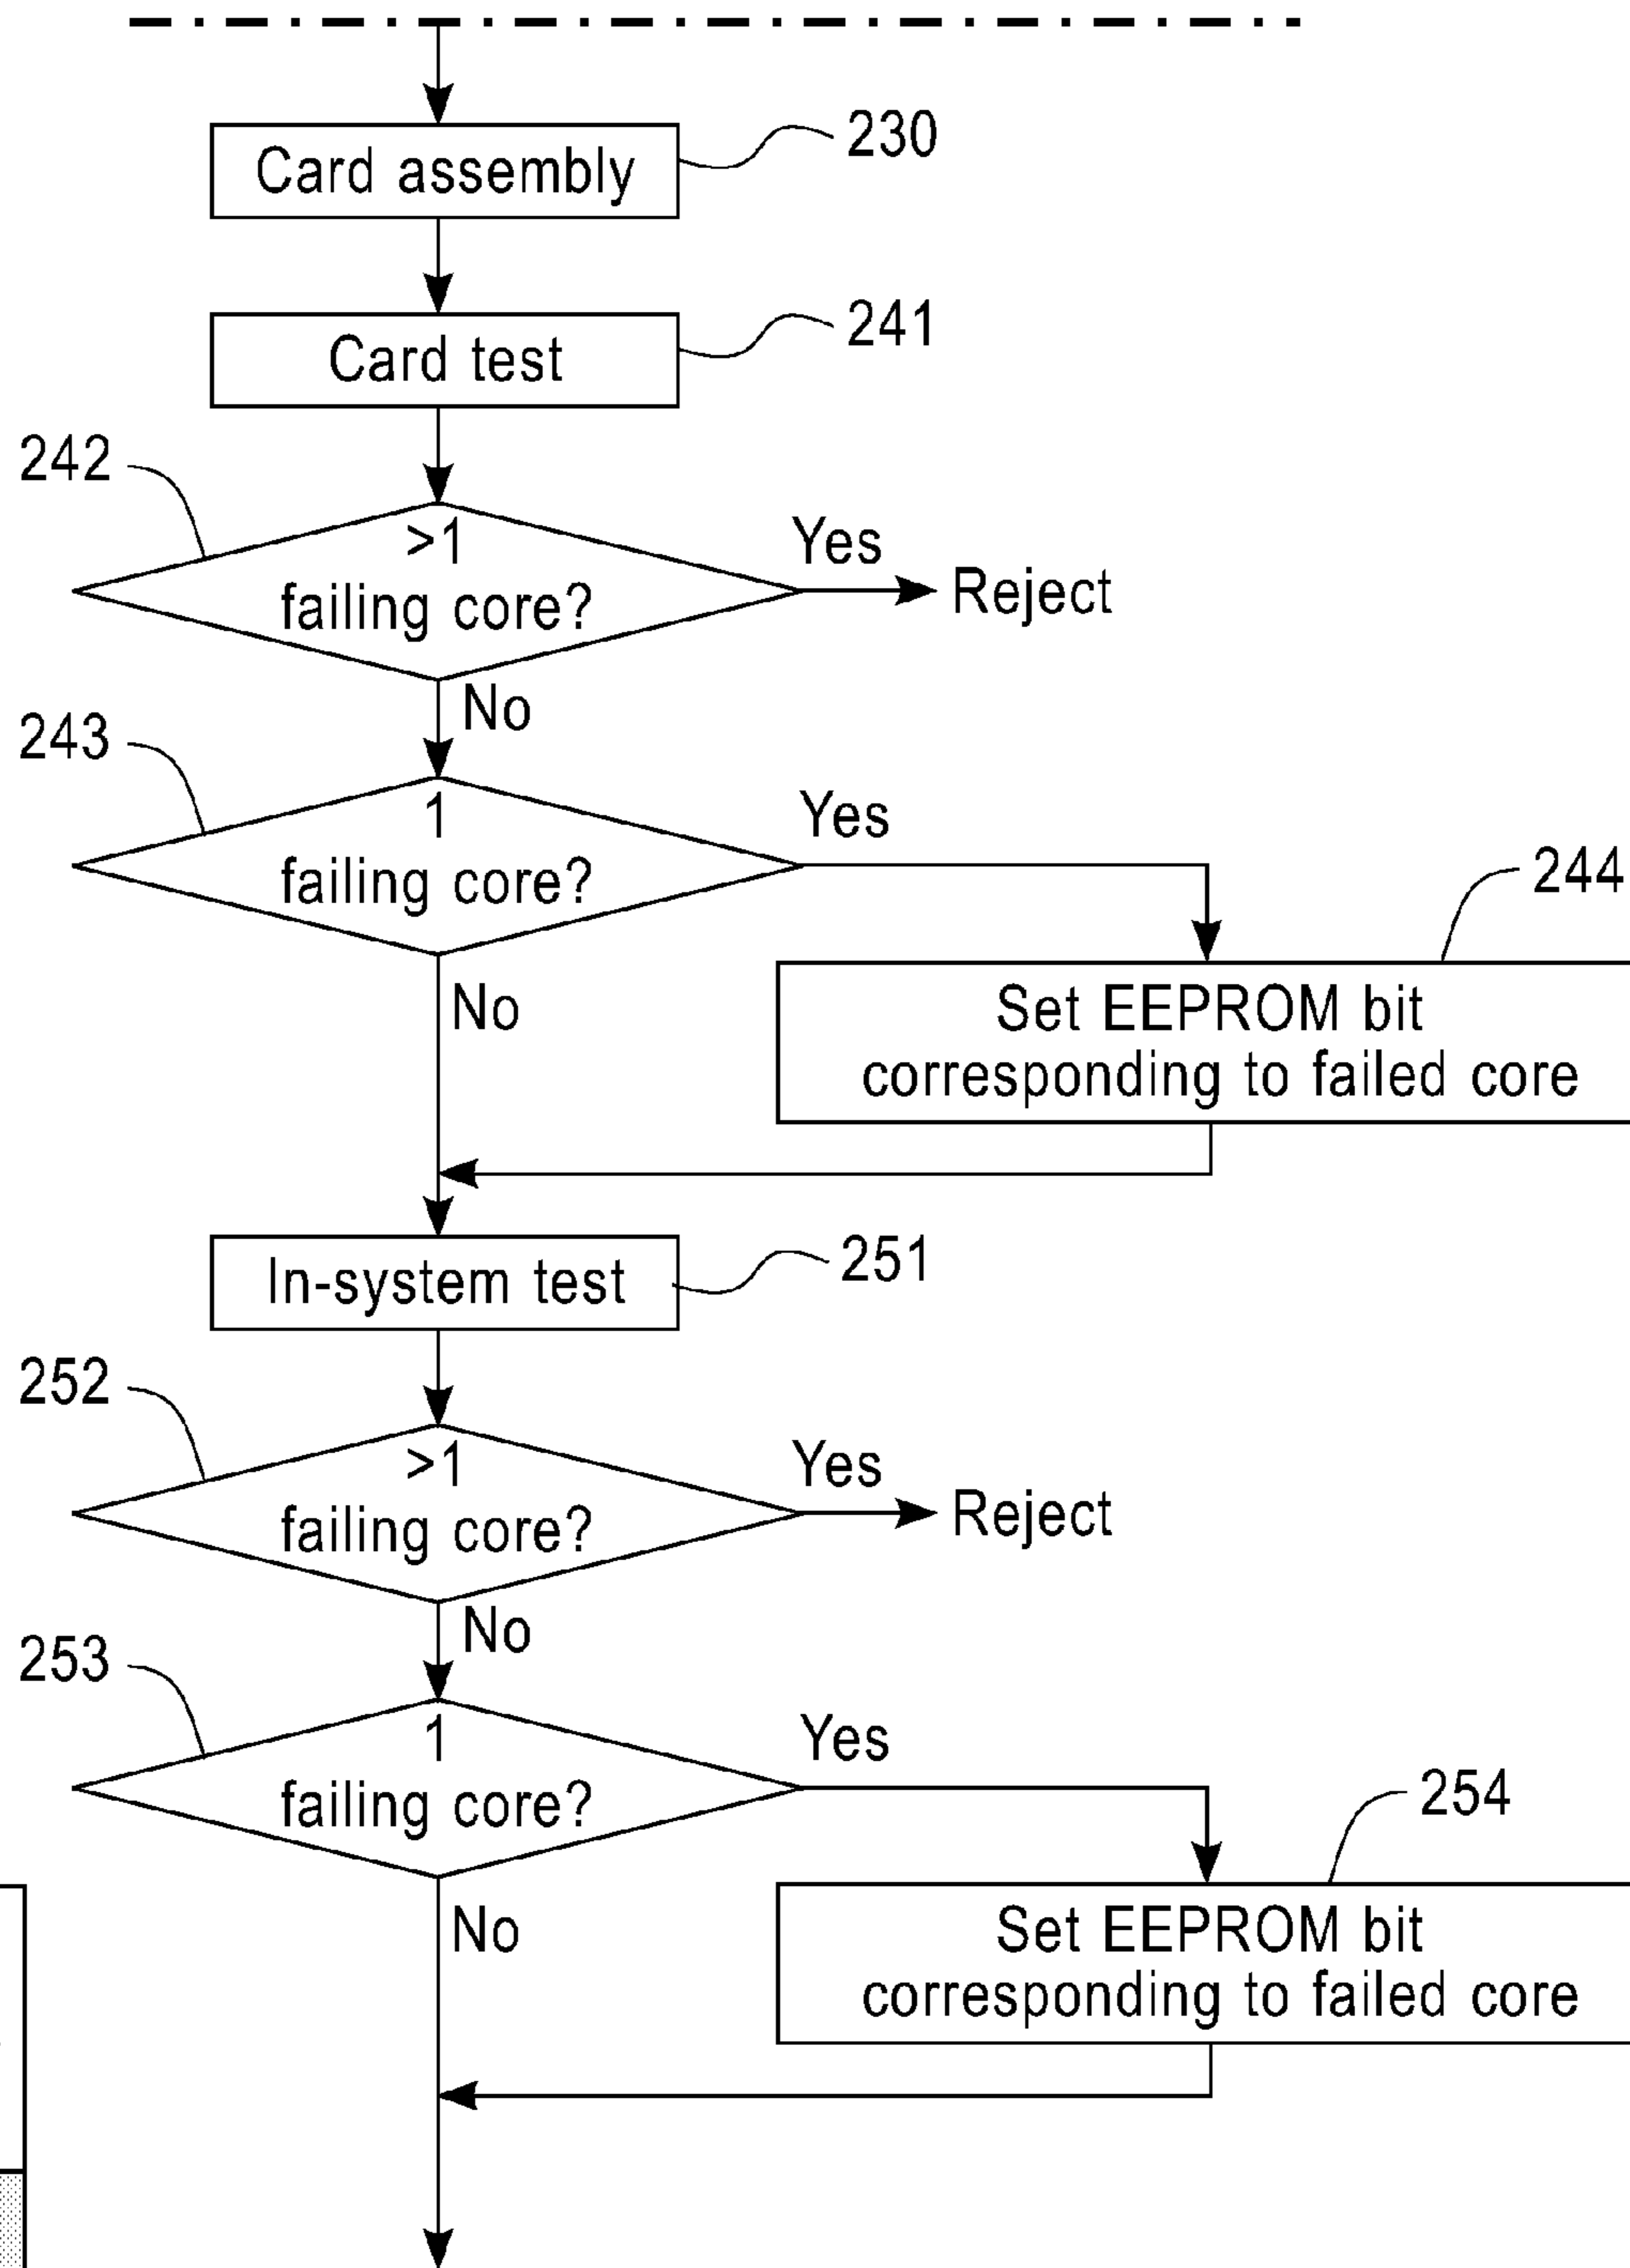 230
Card assembly
241
Card test
242
>1
failing core?
Yes
Reject
No
243
1
failing core?
Yes
244
No
Set EEPROM bit
corresponding to failed core
251
In-system test
252
>1
failing core?
Yes
Reject
No
253
1
failing core?
Yes
254
No
Set EEPROM bit
corresponding to failed core